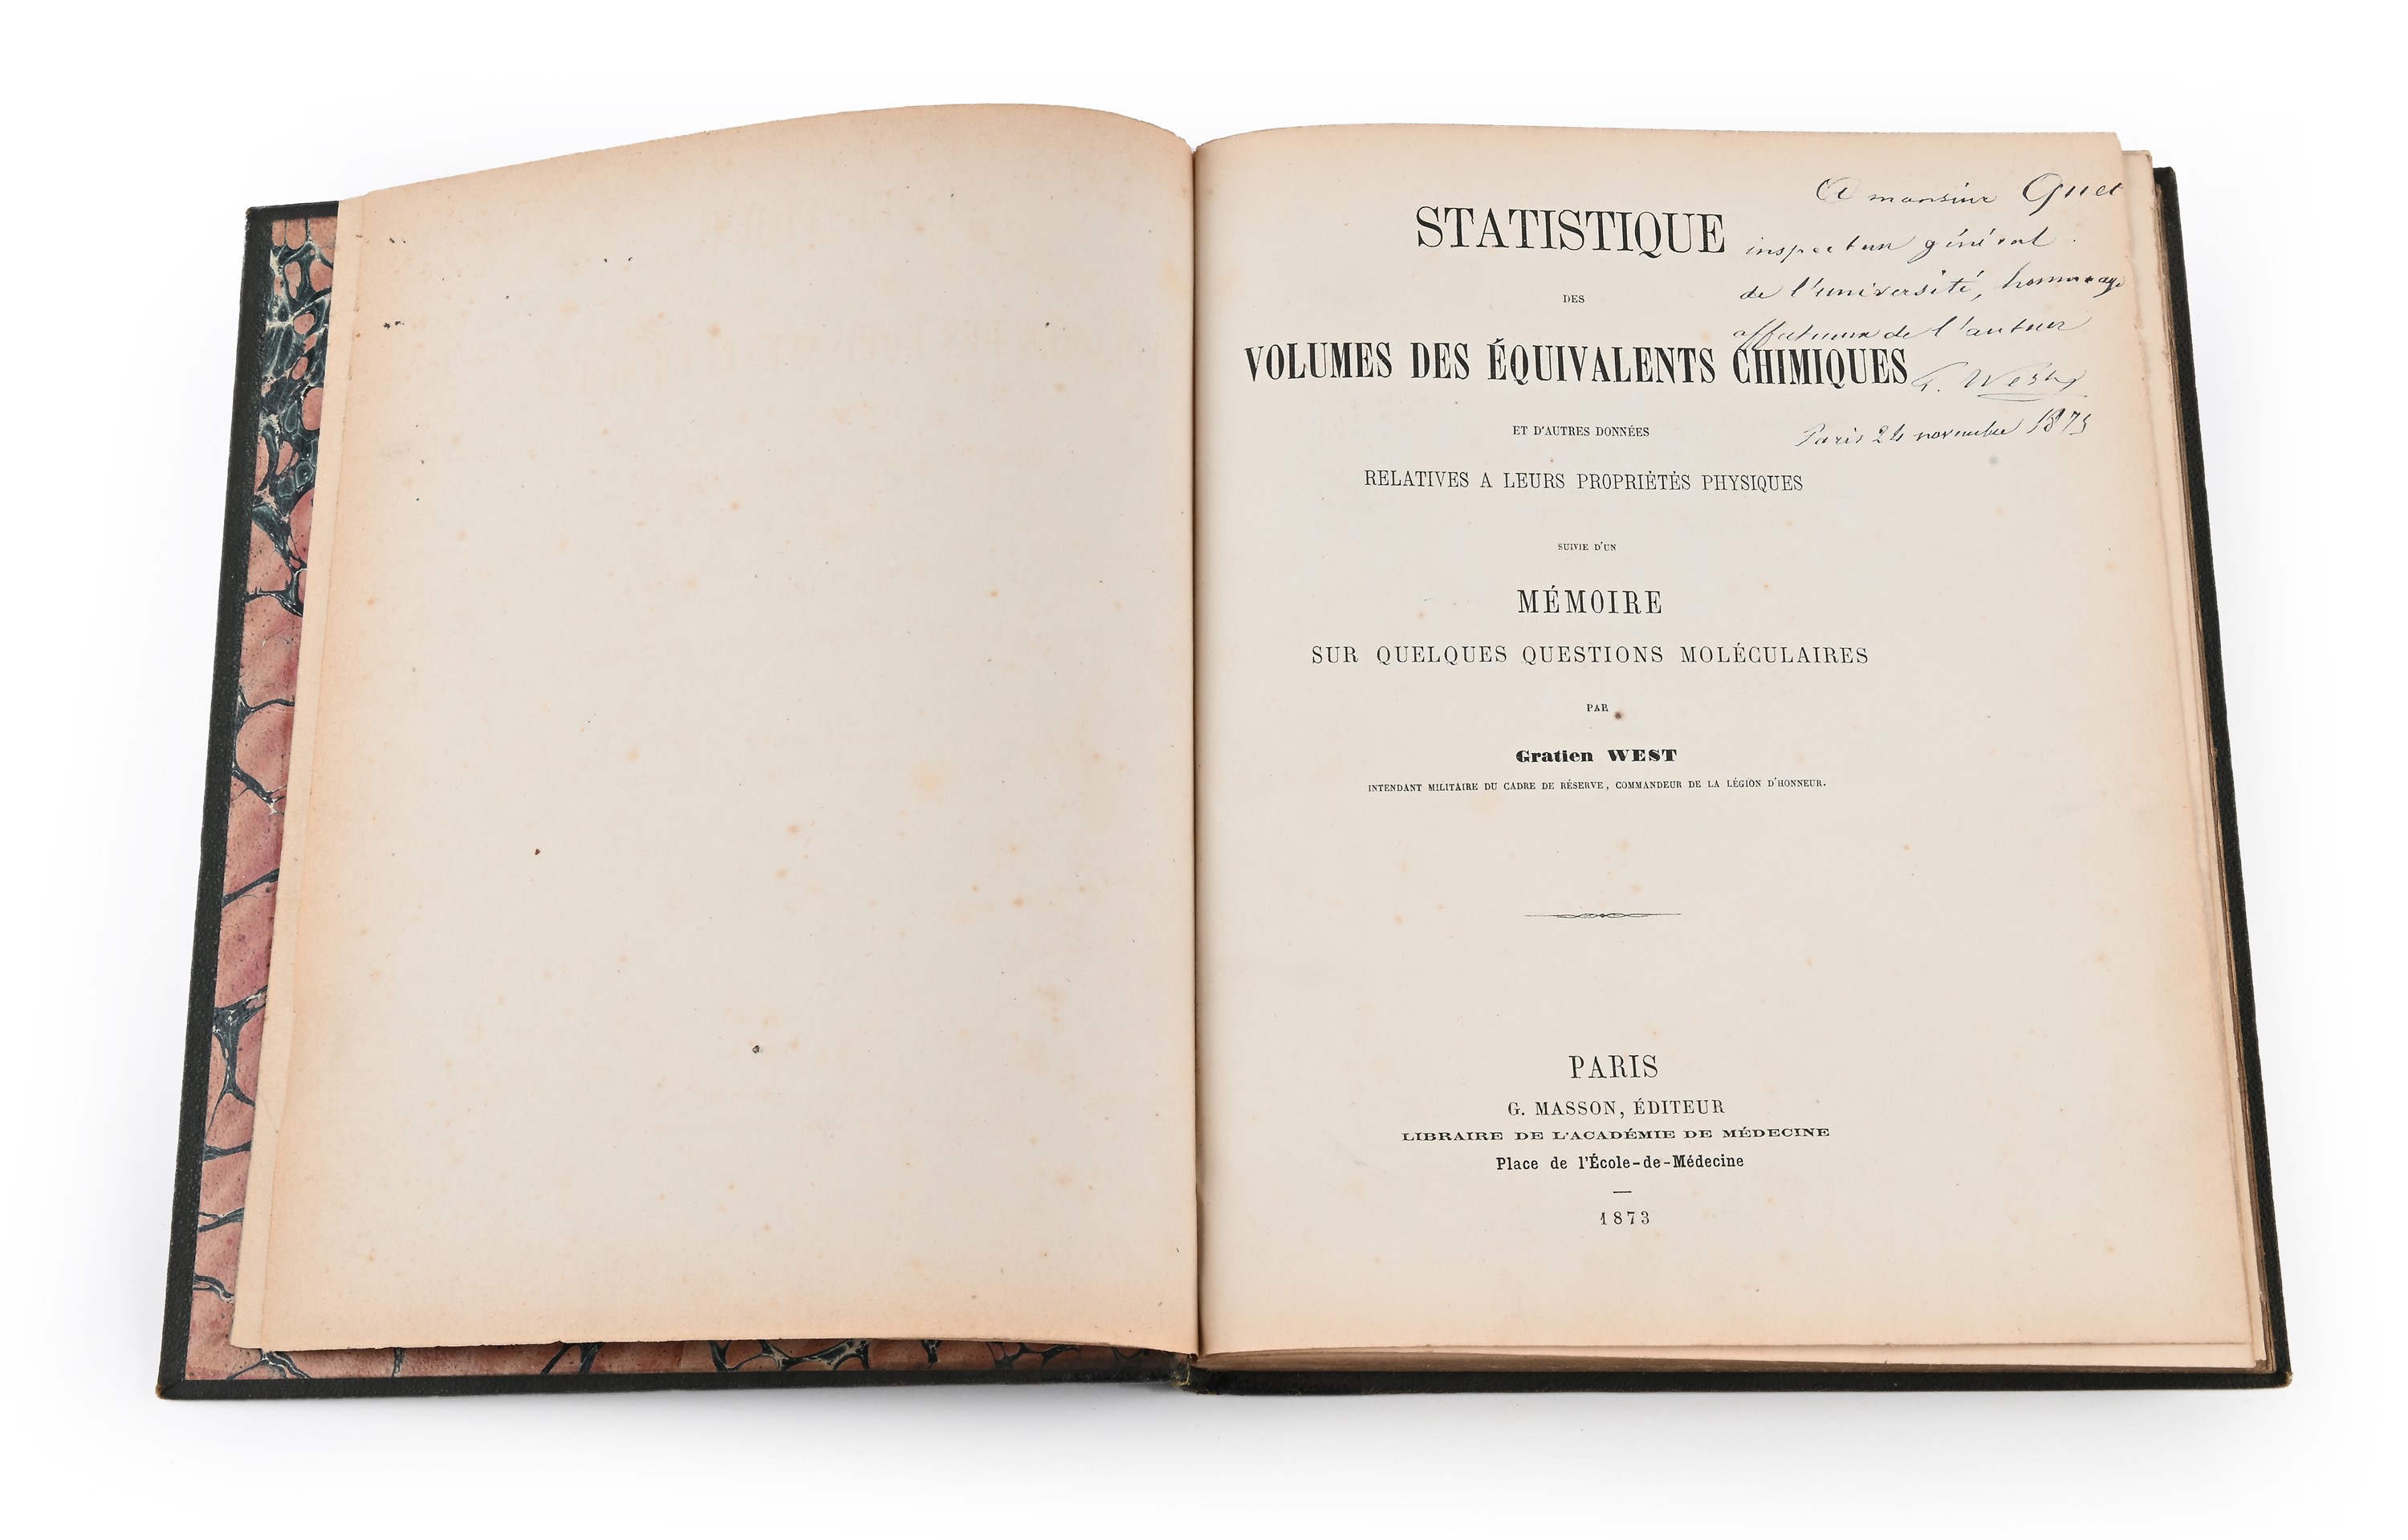 A monsieur Quet
inspecteur général
de l'université, hommage
affectueux de l'auteur
G. West
Paris 24 novembre 1873
STATISTIQUE
DES
VOLUMES DES ÉQUIVALENTS CHIMIQUES
ET D'AUTRES DONNÉES
RELATIVES A LEURS PROPRIÉTÉS PHYSIQUES
SUIVIE D'UN
MÉMOIRE
SUR QUELQUES QUESTIONS MOLÉCULAIRES
PAR
Gratien WEST
INTENDANT MILITAIRE DU CADRE DE RÉSERVE, COMMANDEUR DE LA LÉGION D'HONNEUR.
PARIS
G. MASSON, ÉDITEUR
LIBRAIRE DE L'ACADÉMIE DE MÉDECINE
Place de l'École-de-Médecine
1873